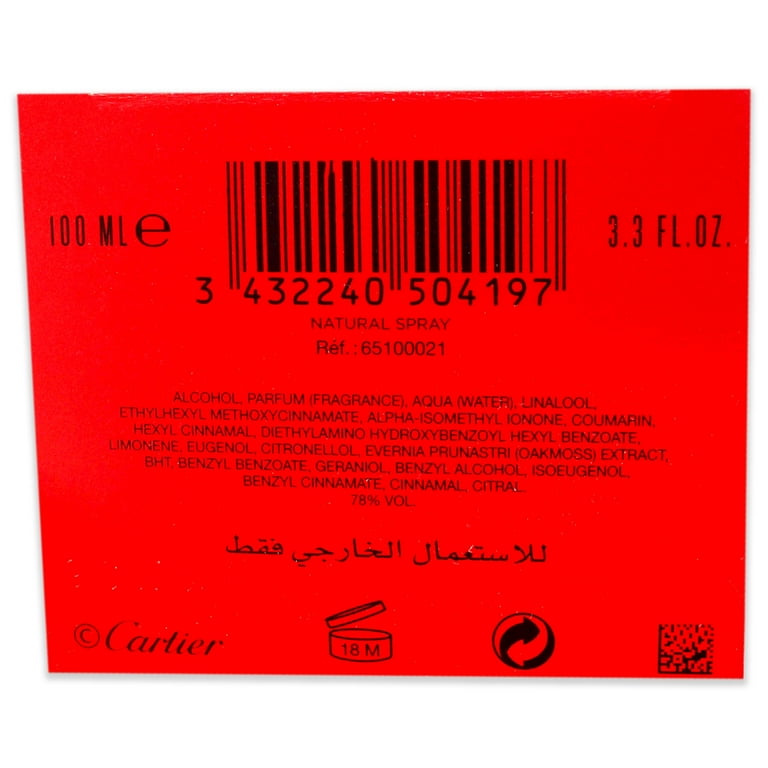 100 ML ℮
3.3 FL.OZ.
3 432240 504197
NATURAL SPRAY
Réf.: 65100021
ALCOHOL, PARFUM (FRAGRANCE), AQUA (WATER), LINALOOL,
ETHYLHEXYL METHOXYCINNAMATE, ALPHA-ISOMETHYL IONONE, COUMARIN,
HEXYL CINNAMAL, DIETHYLAMINO HYDROXYBENZOYL HEXYL BENZOATE,
LIMONENE, EUGENOL, CITRONELLOL, EVERNIA PRUNASTRI (OAKMOSS) EXTRACT,
BHT, BENZYL BENZOATE, GERANIOL, BENZYL ALCOHOL, ISOEUGENOL,
BENZYL CINNAMATE, CINNAMAL, CITRAL.
78% VOL.
للاستعمال الخارجي فقط
©Cartier
18 M